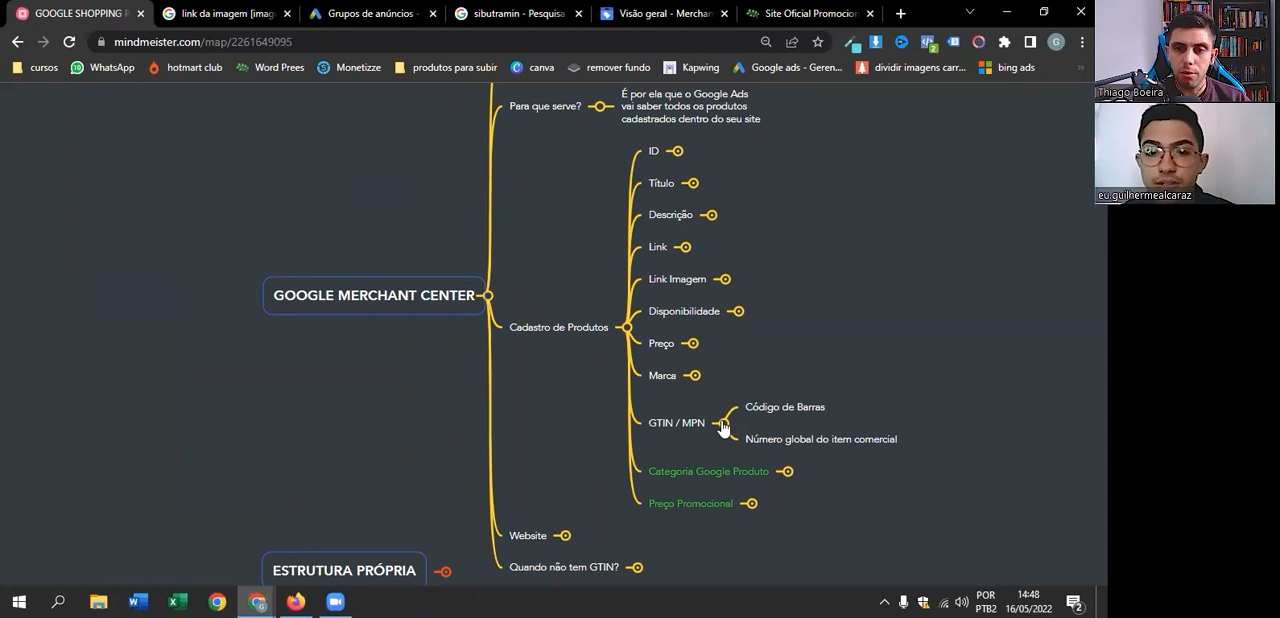 GOOGLE SHOPPING P
link da imagem [imag
Grupos de anúncios -
sibutramin - Pesquisa
Visão geral - Merchan
Site Oficial Promocion
mindmeister.com/map/2261649095
G
cursos
WhatsApp
hotmart club
Word Prees
Monetizze
produtos par
canva
remover fundo
Kapwing
Google ads - Geren...
dividir imagens carr...
bing ads
Thiago Boeira
eu.guilhermealcaraz
Para que serve?
É por ela que o Google Ads
vai saber todos os produtos
cadastrados dentro do seu site
ID
Título
Descrição
Link
Link Imagem
Disponibilidade
Preço
Marca
GTIN / MPN
Código de Barras
Número global do item comercial
Categoria Google Produto
Preço Promocional
GOOGLE MERCHANT CENTER
Cadastro de Produtos
Website
Quando não tem GTIN?
ESTRUTURA PRÓPRIA
POR
PTB2
14:48
16/05/2022
2